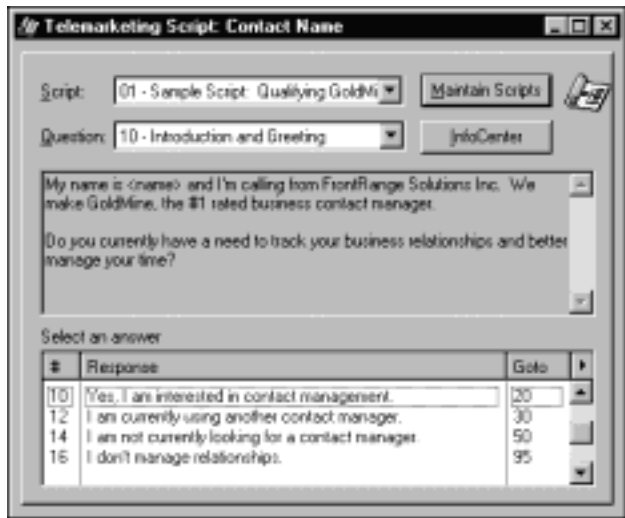 Telemarketing Script: Contact Name
Script: 01 - Sample Script: Qualifying GoldMi Maintain Scripts
Question: 10 - Introduction and Greeting InfoCenter
My name is <name> and I'm calling from FrontRange Solutions Inc. We
make GoldMine, the #1 rated business contact manager.
Do you currently have a need to track your business relationships and better
manage your time?
Select an answer
# Response Goto
10 Yes, I am interested in contact management. 20
12 I am currently using another contact manager. 30
14 I am not currently looking for a contact manager. 50
16 I don't manage relationships. 95